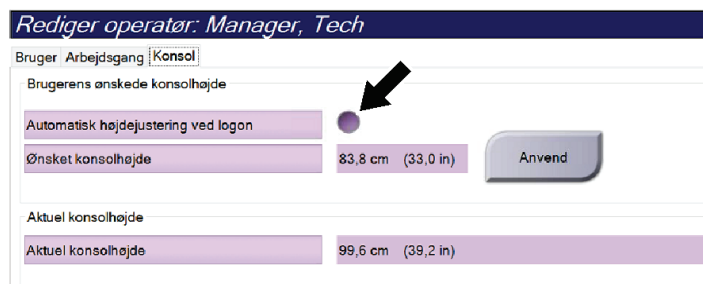 Rediger operatør: Manager, Tech
Bruger Arbejdsgang Konsol
Brugerens ønskede konsolhøjde
Automatisk højdejustering ved logon
Ønsket konsolhøjde 83,8 cm (33,0 in) Anvend
Aktuel konsolhøjde
Aktuel konsolhøjde 99,6 cm (39,2 in)